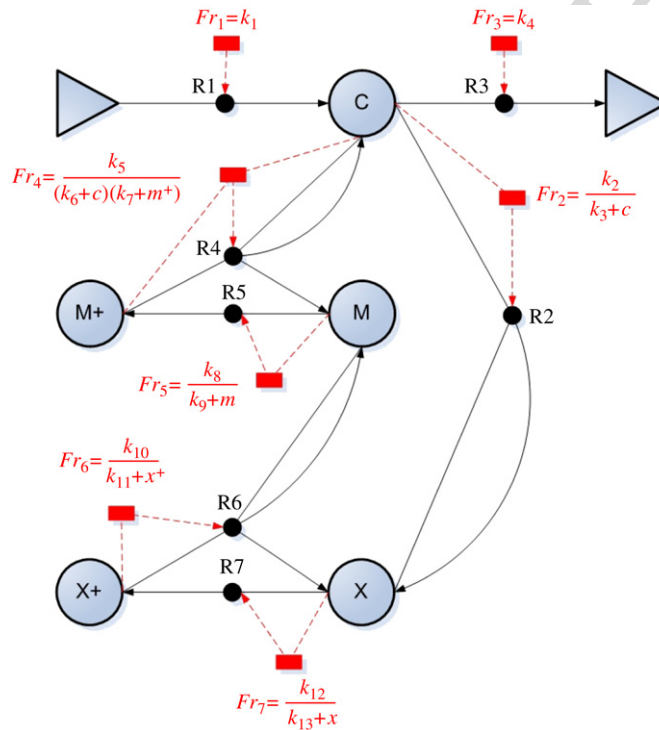 Fr₁=k₁ Fr₃=k₄
R1 C R3
Fr₄= k₅ / (k₆+c)(k₇+m⁺)
Fr₂= k₂ / k₃+c
R4
M+ R5 M R2
Fr₅= k₈ / k₉+m
Fr₆= k₁₀ / k₁₁+x⁺
R6
X+ R7 X
Fr₇= k₁₂ / k₁₃+x